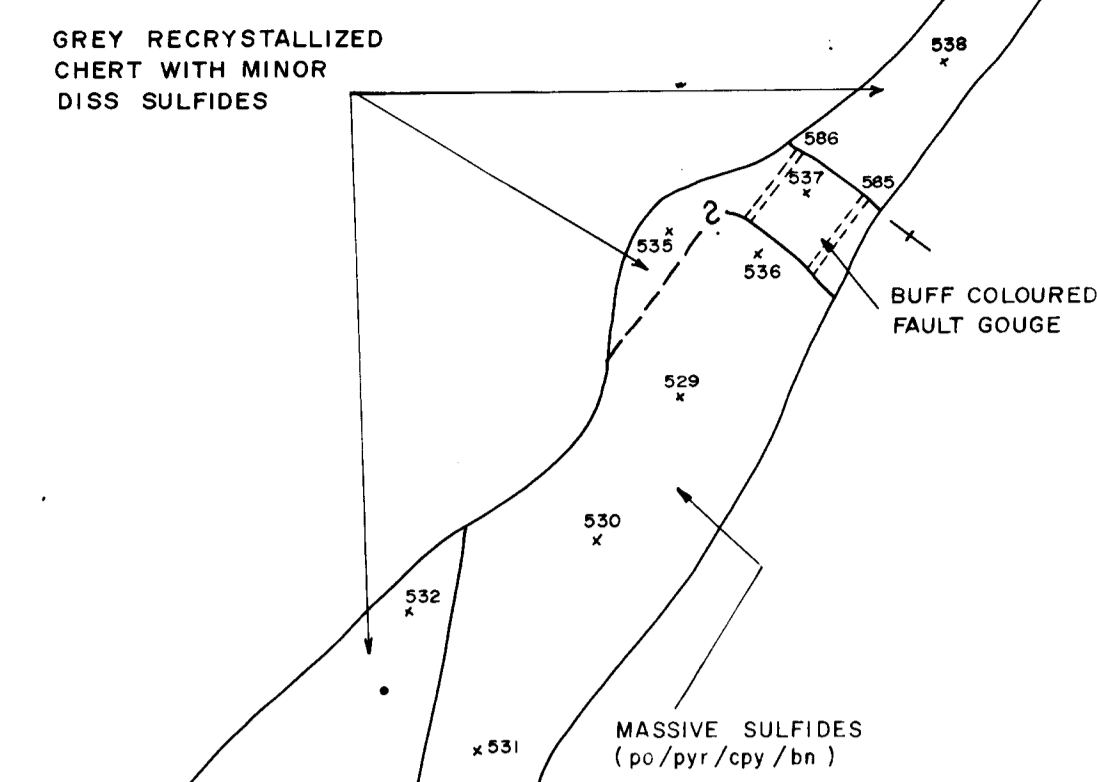 GREY RECRYSTALLIZED
CHERT WITH MINOR
DISS SULFIDES
538
586
537
585
535
?
536
BUFF COLOURED
FAULT GOUGE
529
530
532
531
MASSIVE SULFIDES
(po/pyr/cpy/bn)